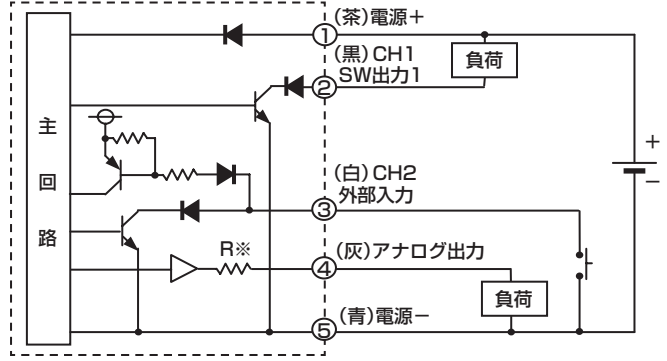 (茶)電源+
①
(黒)CH1
SW出力1
②
負荷
主回路
+
−
(白)CH2
外部入力
③
R※
(灰)アナログ出力
④
負荷
(青)電源−
⑤